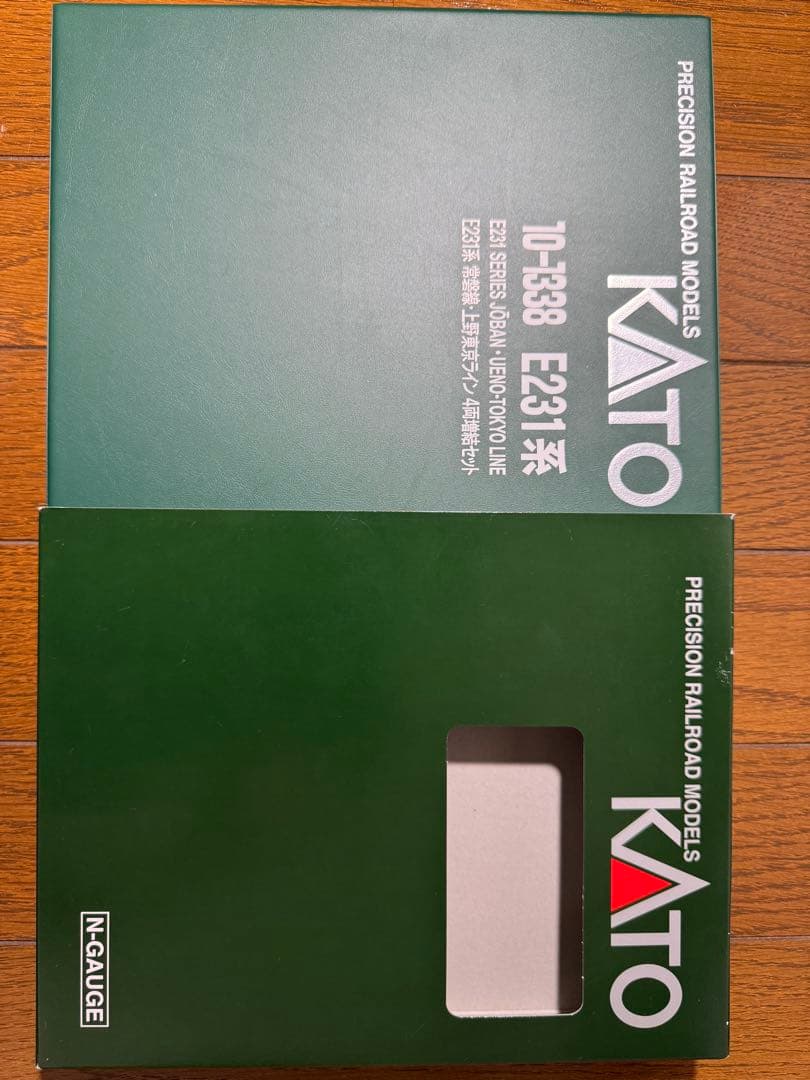 PRECISION RAILROAD MODELS
KATO
10-1338 E231系
E231 SERIES JŌBAN・UENO-TOKYO LINE
E231系 常磐線・上野東京ライン 4両増結セット
PRECISION RAILROAD MODELS
KATO
N-GAUGE